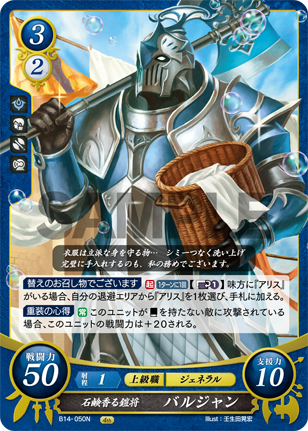 3
2
SAMPLE
衣服は立派な身を守る物… シミ一つなく洗い上げ
完璧に手入れするのも、私の務めでございます。
替えのお召し物でございます 起 【1ターンに1回】 味方に『アリス』
がいる場合、自分の退避エリアから『アリス』を1枚選び、手札に加える。
重装の心得 常 このユニットが を持たない敵に攻撃されている
場合、このユニットの戦闘力は+20される。
戦闘力
50
射程 1 上級職 ジェネラル
支援力
10
石鹸香る鎧将 バルジャン
B14-050N
Illust : 壬生田晃宏